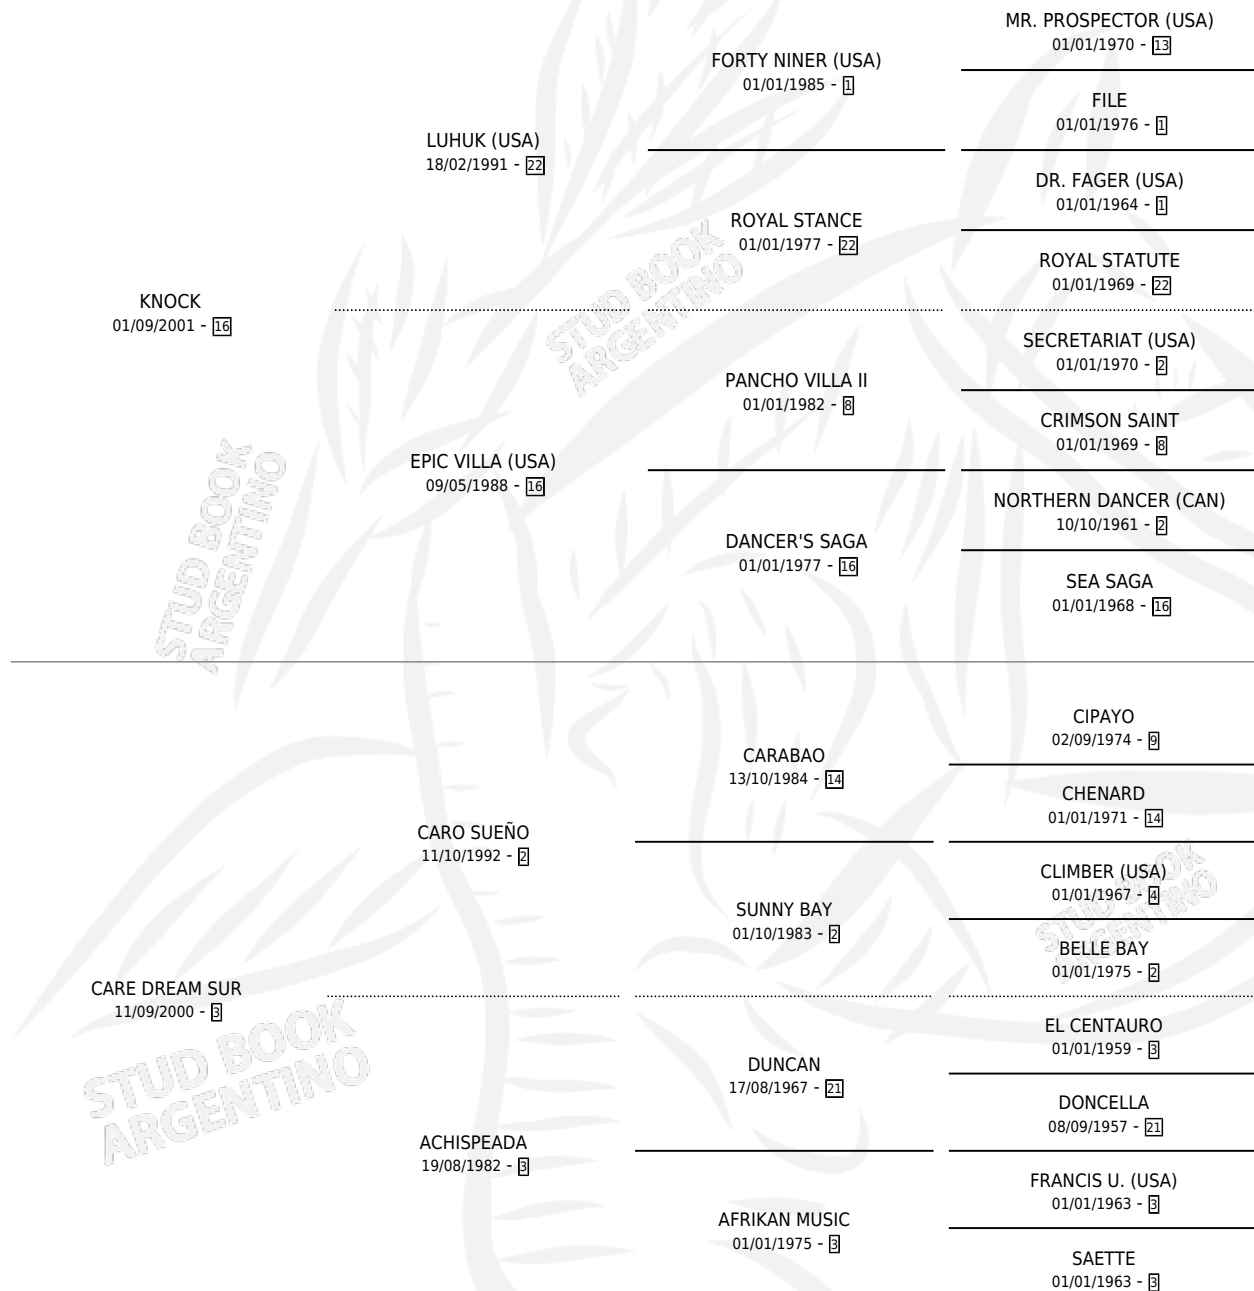 MR. PROSPECTOR (USA)
01/01/1970 - 13
FORTY NINER (USA)
01/01/1985 - 1
FILE
01/01/1976 - 1
LUHUK (USA)
18/02/1991 - 22
DR. FAGER (USA)
01/01/1964 - 1
ROYAL STANCE
01/01/1977 - 22
ROYAL STATUTE
01/01/1969 - 22
KNOCK
01/09/2001 - 16
STUD BOOK
ARGENTINO
SECRETARIAT (USA)
01/01/1970 - 2
PANCHO VILLA II
01/01/1982 - 8
CRIMSON SAINT
01/01/1969 - 8
EPIC VILLA (USA)
09/05/1988 - 16
NORTHERN DANCER (CAN)
10/10/1961 - 2
DANCER'S SAGA
01/01/1977 - 16
SEA SAGA
01/01/1968 - 16
STUD BOOK
ARGENTINO
CIPAYO
02/09/1974 - 9
CARABAO
13/10/1984 - 14
CHENARD
01/01/1971 - 14
CARO SUEÑO
11/10/1992 - 2
CLIMBER (USA)
01/01/1967 - 4
SUNNY BAY
01/10/1983 - 2
BELLE BAY
01/01/1975 - 2
STUD BOOK
ARGENTINO
CARE DREAM SUR
11/09/2000 - 3
EL CENTAURO
01/01/1959 - 3
DUNCAN
17/08/1967 - 21
DONCELLA
08/09/1957 - 21
STUD BOOK
ARGENTINO
ACHISPEADA
19/08/1982 - 3
FRANCIS U. (USA)
01/01/1963 - 3
AFRIKAN MUSIC
01/01/1975 - 3
SAETTE
01/01/1963 - 3